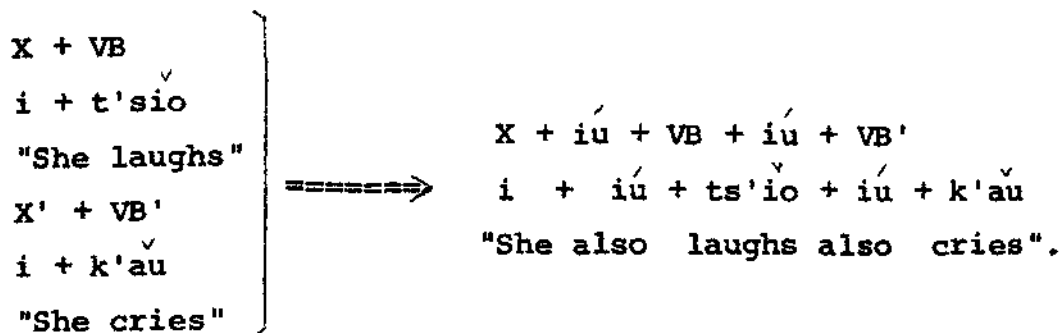 X + VB
i + t'siǒ
"She laughs"
X' + VB'
i + k'aǔ
"She cries"
X + iú + VB + iú + VB'
i + iú + ts'ǐo + iú + k'aǔ
"She also laughs also cries".